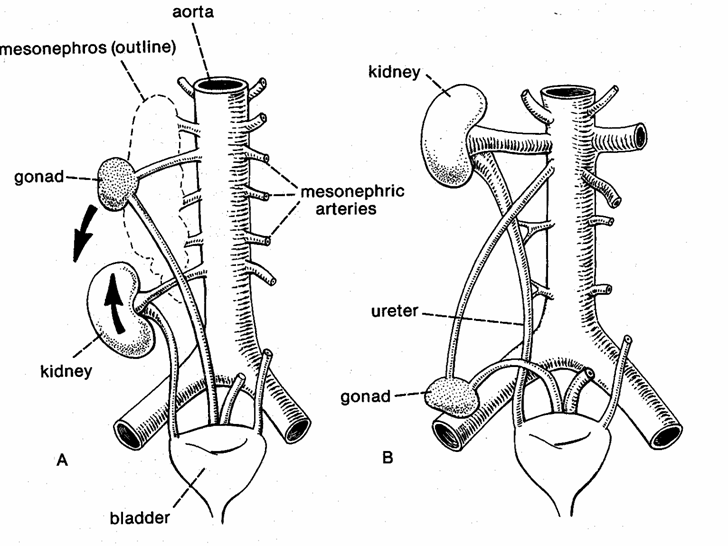 aorta
mesonephros (outline)
gonad
mesonephric
arteries
kidney
A
bladder
kidney
ureter
gonad
B